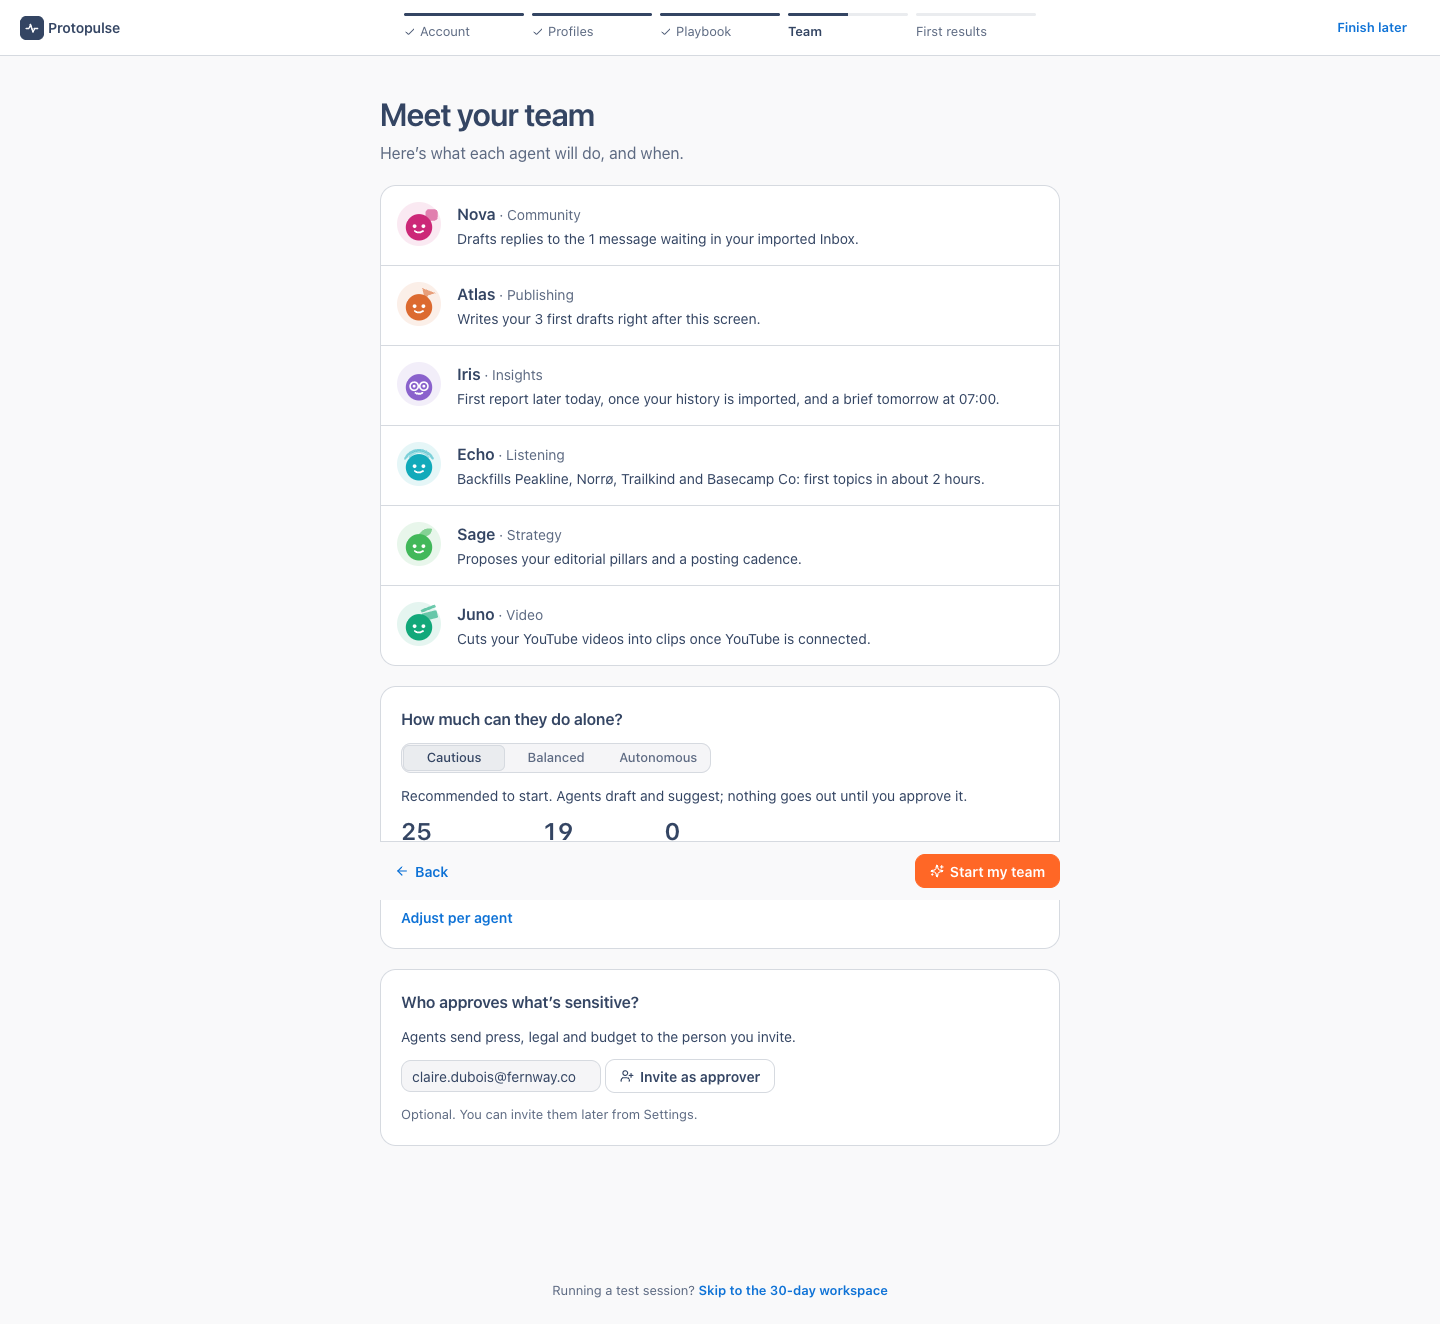 Protopulse
Account
Profiles
Playbook
Team
First results
Finish later
Meet your team
Here’s what each agent will do, and when.
Nova · Community
Drafts replies to the 1 message waiting in your imported Inbox.
Atlas · Publishing
Writes your 3 first drafts right after this screen.
Iris · Insights
First report later today, once your history is imported, and a brief tomorrow at 07:00.
Echo · Listening
Backfills Peakline, Norrø, Trailkind and Basecamp Co: first topics in about 2 hours.
Sage · Strategy
Proposes your editorial pillars and a posting cadence.
Juno · Video
Cuts your YouTube videos into clips once YouTube is connected.
How much can they do alone?
Cautious
Balanced
Autonomous
Recommended to start. Agents draft and suggest; nothing goes out until you approve it.
25
19
0
Back
Start my team
Adjust per agent
Who approves what’s sensitive?
Agents send press, legal and budget to the person you invite.
claire.dubois@fernway.co
Invite as approver
Optional. You can invite them later from Settings.
Running a test session? Skip to the 30-day workspace